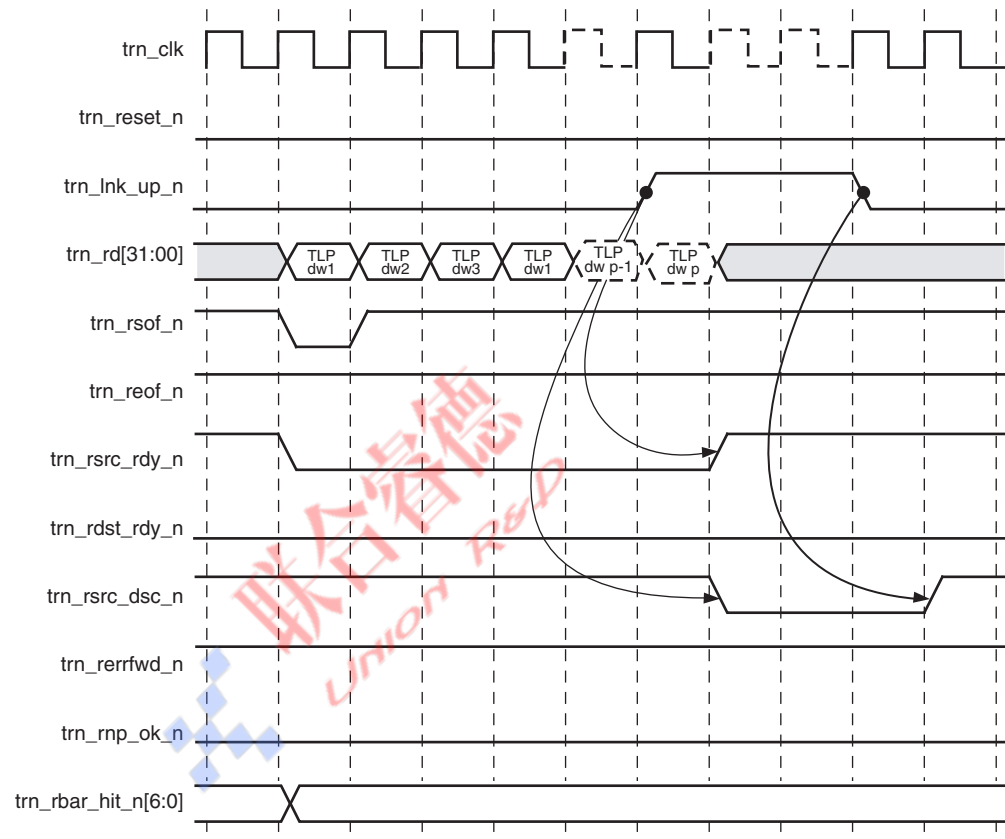 trn_clk
trn_reset_n
trn_lnk_up_n
trn_rd[31:00]
TLP
dw1
TLP
dw2
TLP
dw3
TLP
dw1
TLP
dw p-1
TLP
dw p
trn_rsof_n
trn_reof_n
trn_rsrc_rdy_n
trn_rdst_rdy_n
trn_rsrc_dsc_n
trn_rerrfwd_n
trn_rnp_ok_n
trn_rbar_hit_n[6:0]
联合睿德
UNION R&D